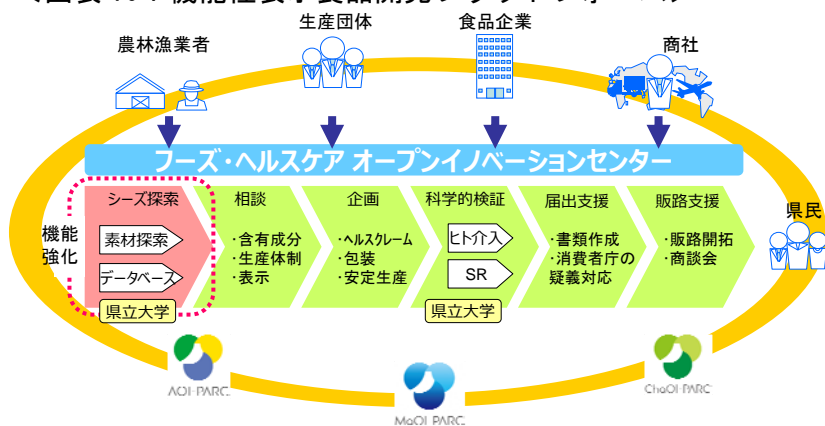 生産団体
食品企業
農林漁業者
商社
フーズ・ヘルスケア オープンイノベーションセンター
シーズ探索
相談
企画
科学的検証
届出支援
販路支援
県民
機能
強化
素材探索
データベース
・含有成分
・生産体制
・表示
・ヘルスクレーム
・包装
・安定生産
ヒト介入
SR
・書類作成
・消費者庁の
疑義対応
・販路開拓
・商談会
県立大学
県立大学
AOI-PARC
MaOI PARC
ChaOI PARC